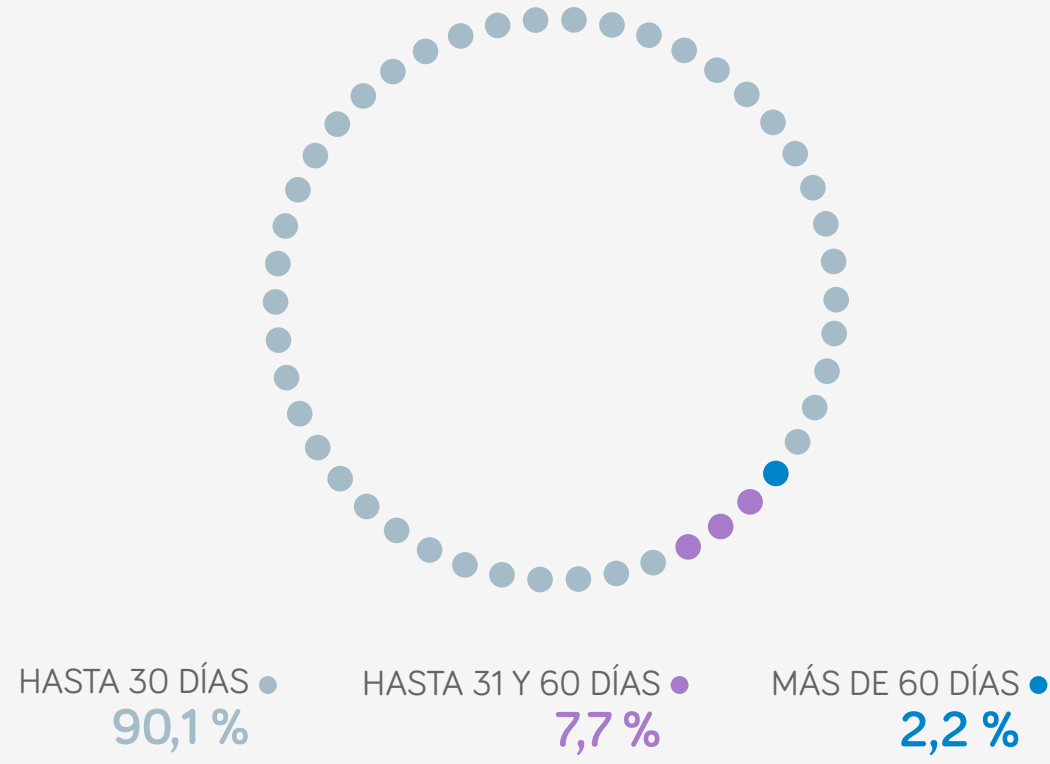 HASTA 30 DÍAS
90,1 %
HASTA 31 Y 60 DÍAS
7,7 %
MÁS DE 60 DÍAS
2,2 %